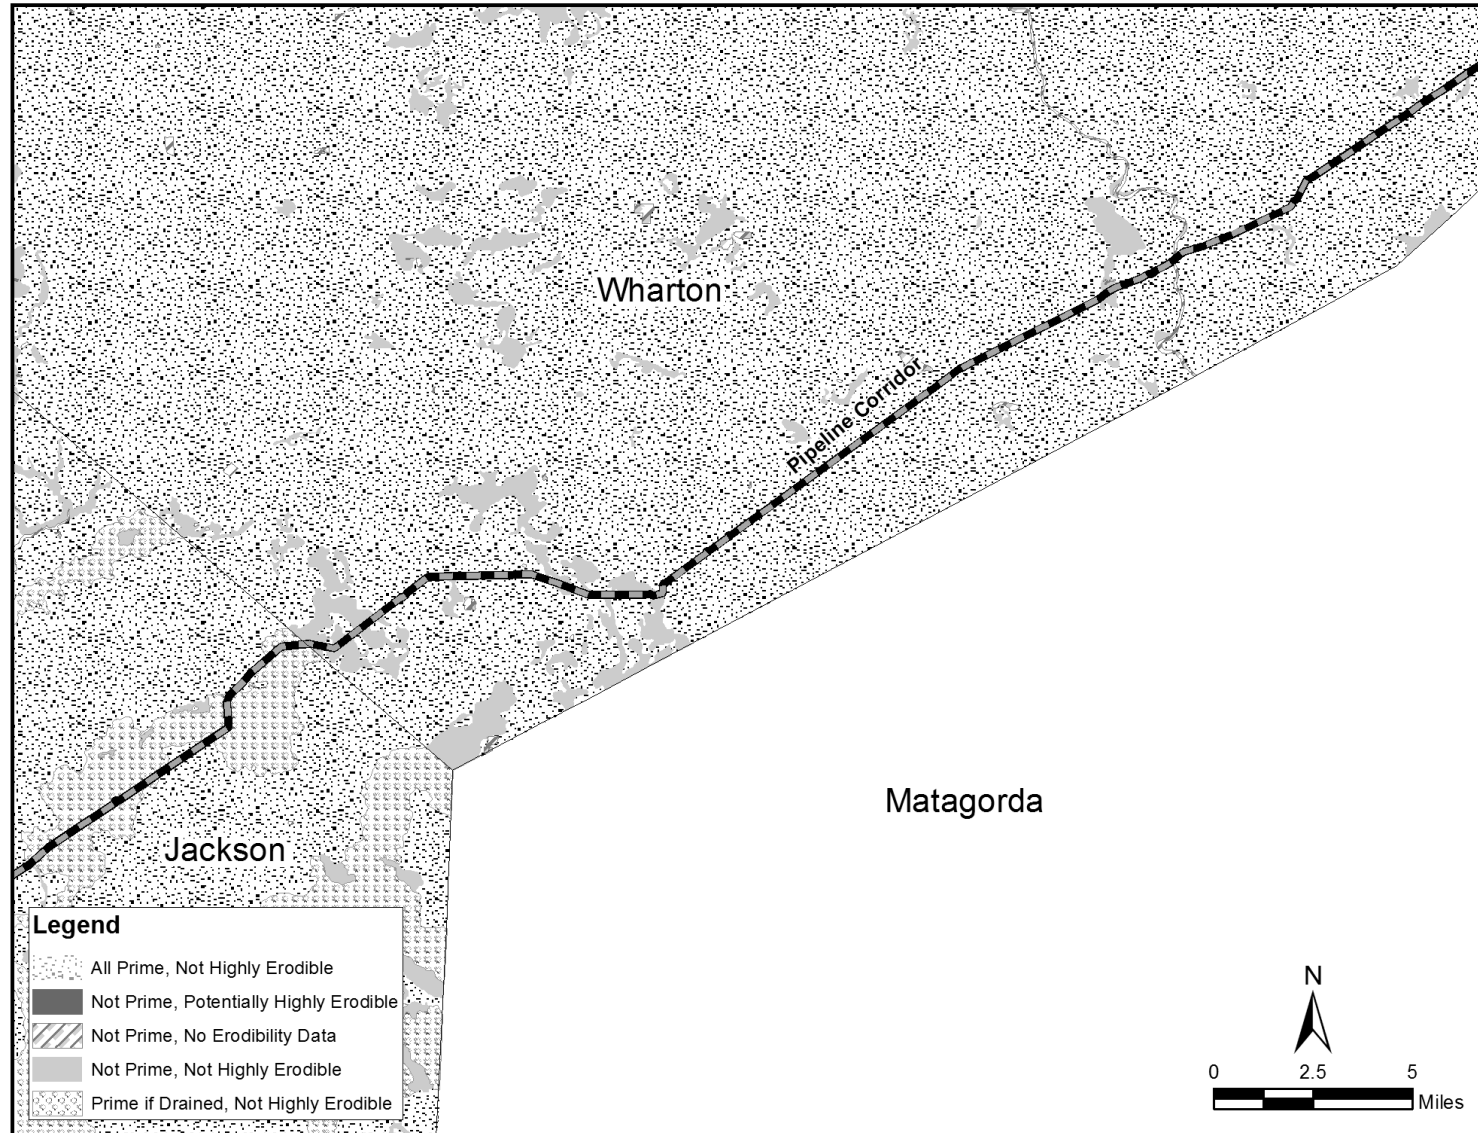 Wharton
Pipeline Corridor
Matagorda
Jackson
Legend
All Prime, Not Highly Erodible
Not Prime, Potentially Highly Erodible
Not Prime, No Erodibility Data
Not Prime, Not Highly Erodible
Prime if Drained, Not Highly Erodible
N
0 2.5 5
Miles